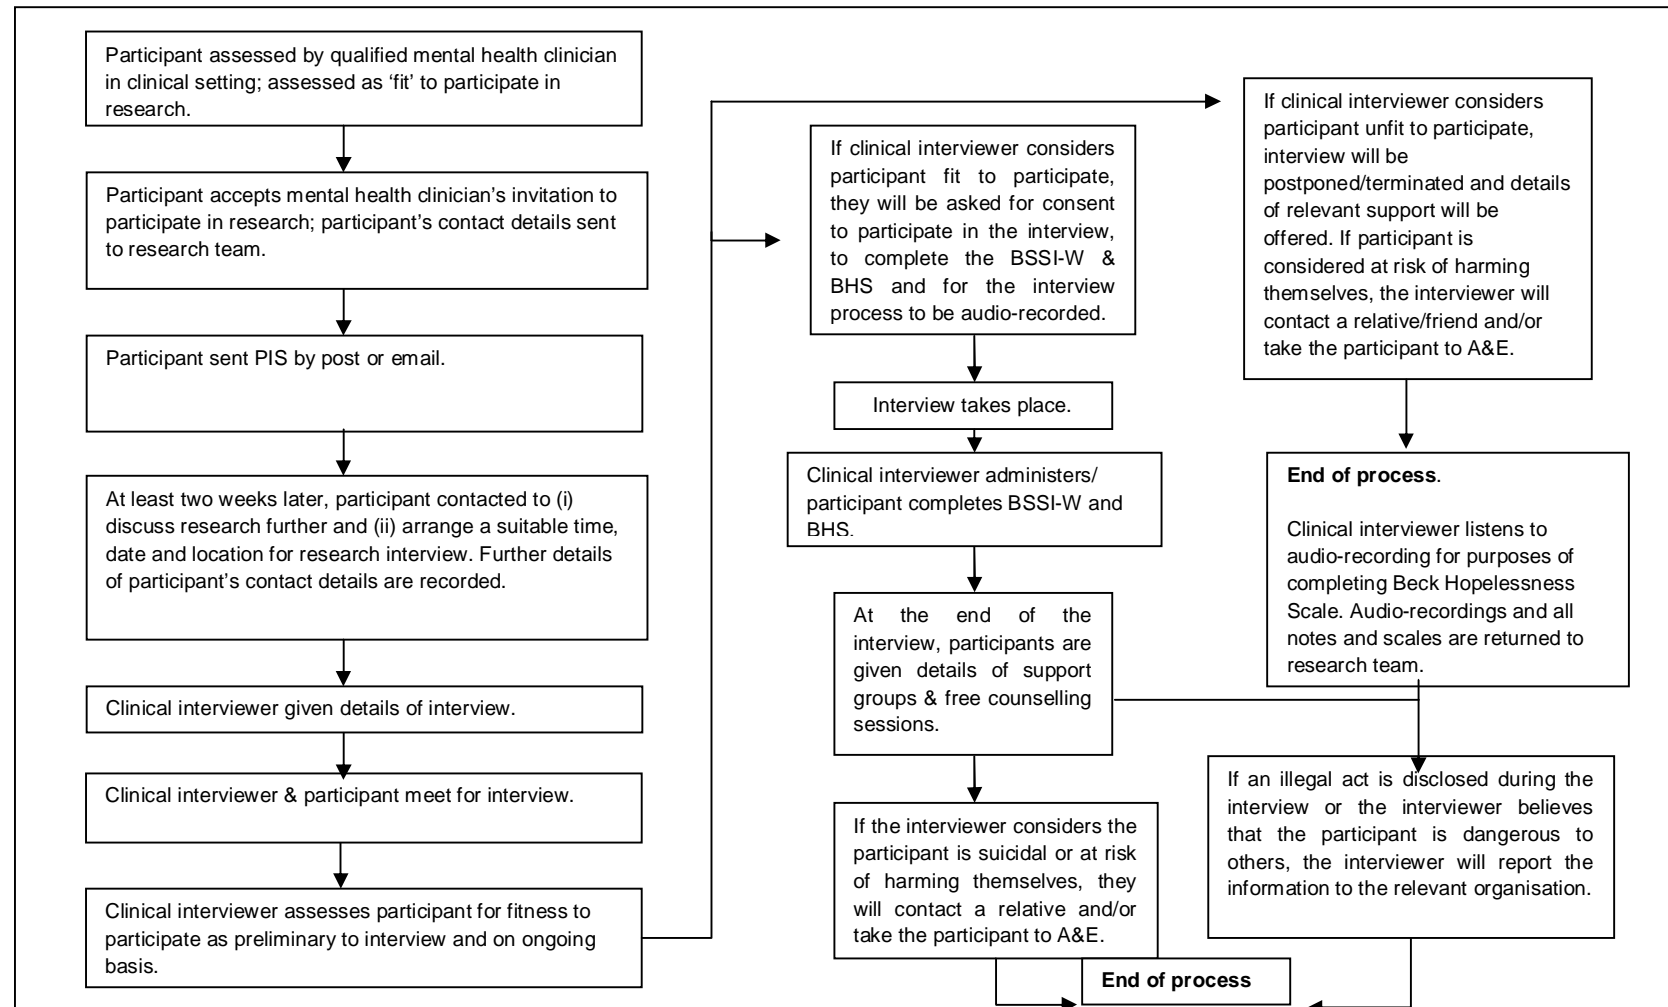 Participant assessed by qualified mental health clinician
in clinical setting; assessed as ‘fit’ to participate in
research.
Participant accepts mental health clinician’s invitation to
participate in research; participant’s contact details sent
to research team.
Participant sent PIS by post or email.
At least two weeks later, participant contacted to (i)
discuss research further and (ii) arrange a suitable time,
date and location for research interview. Further details
of participant’s contact details are recorded.
Clinical interviewer given details of interview.
Clinical interviewer & participant meet for interview.
Clinical interviewer assesses participant for fitness to
participate as preliminary to interview and on ongoing
basis.
If clinical interviewer considers
participant fit to participate,
they will be asked for consent
to participate in the interview,
to complete the BSSI-W &
BHS and for the interview
process to be audio-recorded.
Interview takes place.
Clinical interviewer administers/
participant completes BSSI-W and
BHS.
At the end of the
interview, participants are
given details of support
groups & free counselling
sessions.
If the interviewer considers the
participant is suicidal or at risk
of harming themselves, they
will contact a relative and/or
take the participant to A&E.
If clinical interviewer considers
participant unfit to participate,
interview will be
postponed/terminated and details
of relevant support will be
offered. If participant is
considered at risk of harming
themselves, the interviewer will
contact a relative/friend and/or
take the participant to A&E.
End of process.
Clinical interviewer listens to
audio-recording for purposes of
completing Beck Hopelessness
Scale. Audio-recordings and all
notes and scales are returned to
research team.
If an illegal act is disclosed during the
interview or the interviewer believes
that the participant is dangerous to
others, the interviewer will report the
information to the relevant organisation.
End of process